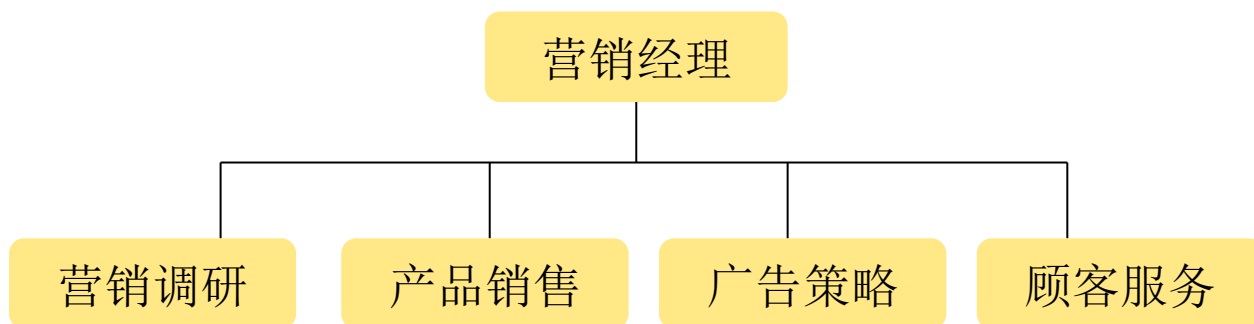 营销经理
营销调研
产品销售
广告策略
顾客服务